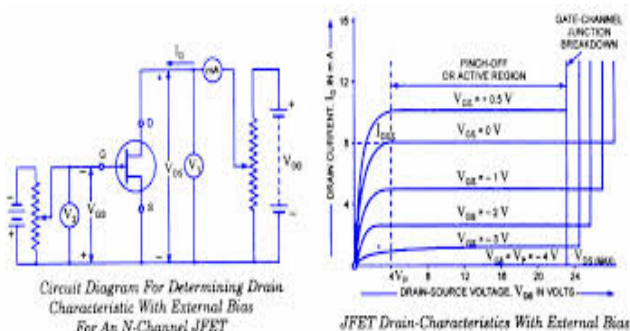 I_D
mA
+
D
G
S
V_DS
V_1
V_DD
V_2
V_GS
−
+
Circuit Diagram For Determining Drain
Characteristic With External Bias
For An N-Channel JFET
DRAIN CURRENT, I_D IN mA
15
12
8
4
GATE-CHANNEL
JUNCTION
BREAKDOWN
PINCH-OFF
OR ACTIVE REGION
V_GS = + 0.5 V
I_DSS
V_GS = 0 V
V_GS = −1 V
V_GS = −2 V
V_GS = −3 V
V_GS = V_P = −4 V
V_DS (MAX)
4V_P 8 12 16 20 24
DRAIN-SOURCE VOLTAGE, V_DS IN VOLTS
JFET Drain-Characteristics With External Bias